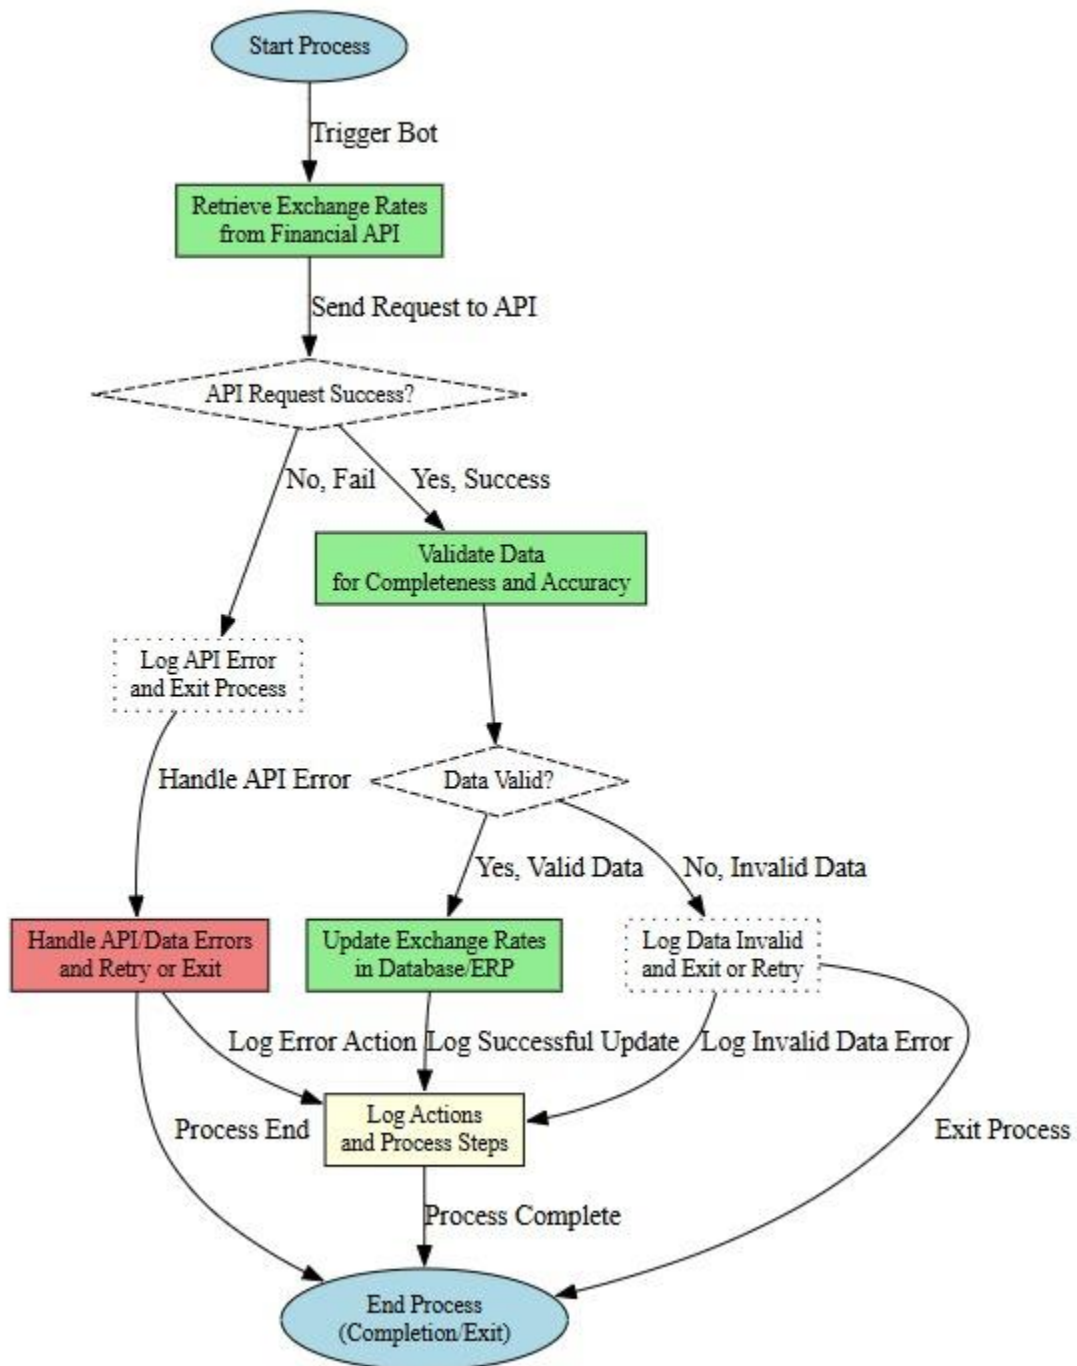 Start Process
Trigger Bot
Retrieve Exchange Rates
from Financial API
Send Request to API
API Request Success?
No, Fail
Yes, Success
Validate Data
for Completeness and Accuracy
Log API Error
and Exit Process
Handle API Error
Data Valid?
Yes, Valid Data
No, Invalid Data
Handle API/Data Errors
and Retry or Exit
Update Exchange Rates
in Database/ERP
Log Data Invalid
and Exit or Retry
Log Error Action
Log Successful Update
Log Invalid Data Error
Process End
Log Actions
and Process Steps
Exit Process
Process Complete
End Process
(Completion/Exit)